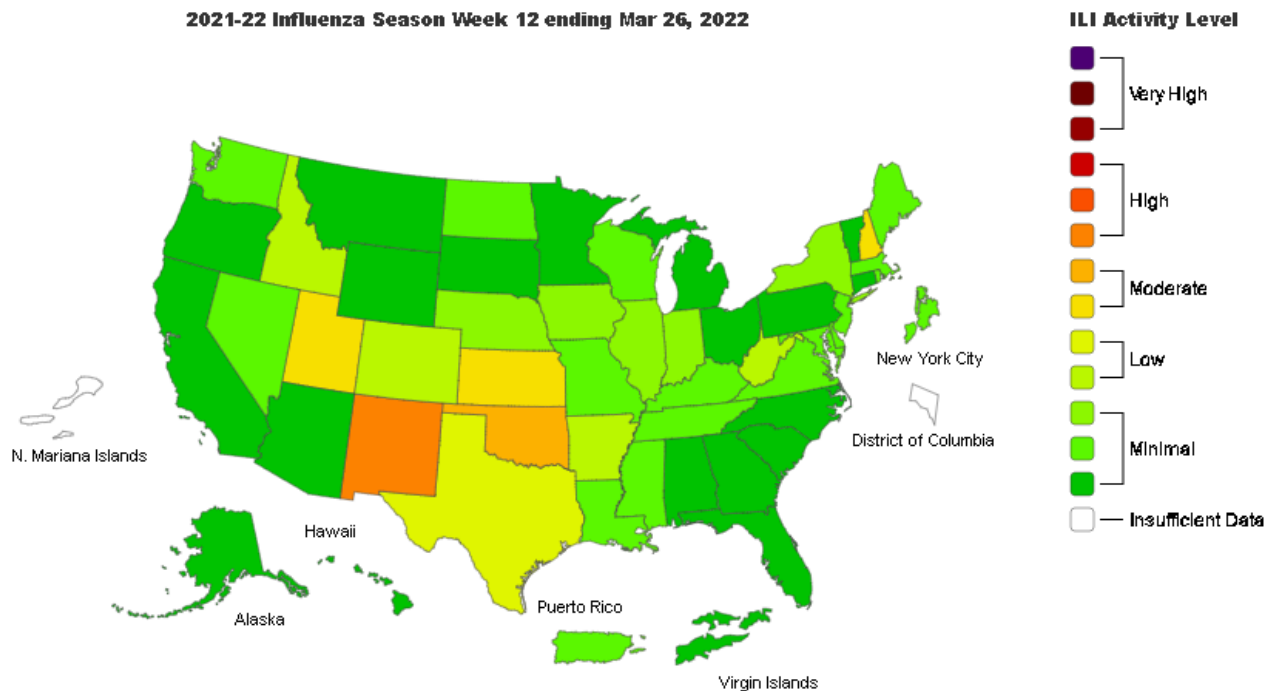 2021-22 Influenza Season Week 12 ending Mar 26, 2022
ILI Activity Level
Very High
High
Moderate
Low
Minimal
Insufficient Data
New York City
District of Columbia
N. Mariana Islands
Hawaii
Alaska
Puerto Rico
Virgin Islands